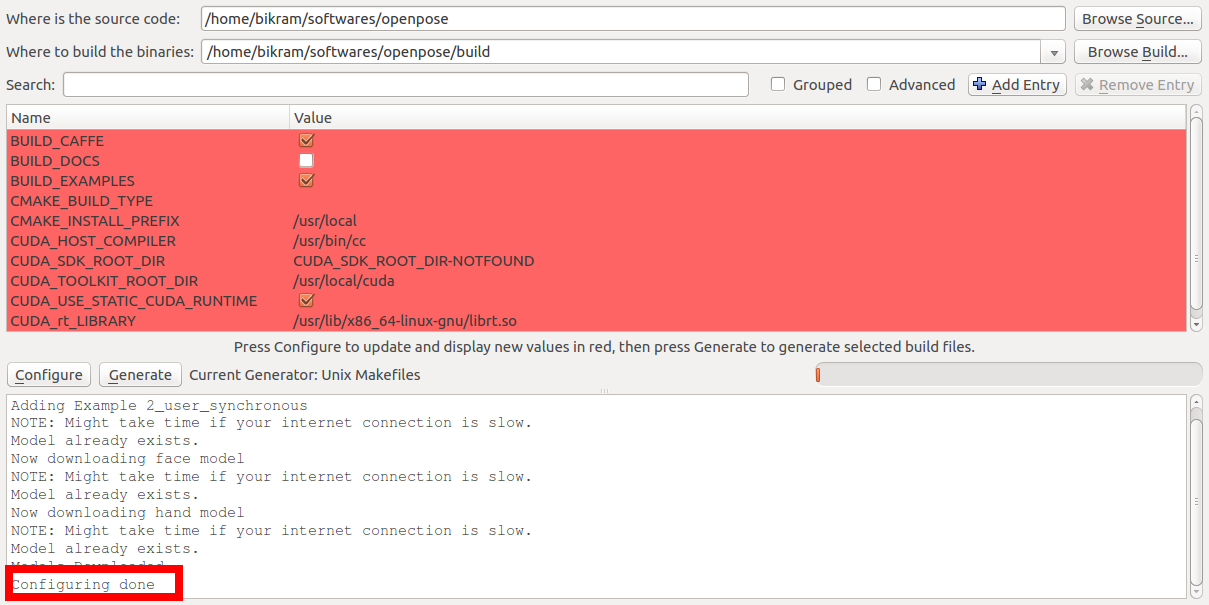 Where is the source code: /home/bikram/softwares/openpose Browse Source...
Where to build the binaries: /home/bikram/softwares/openpose/build Browse Build...
Search: Grouped Advanced Add Entry Remove Entry
Name Value
BUILD_CAFFE
BUILD_DOCS
BUILD_EXAMPLES
CMAKE_BUILD_TYPE
CMAKE_INSTALL_PREFIX /usr/local
CUDA_HOST_COMPILER /usr/bin/cc
CUDA_SDK_ROOT_DIR CUDA_SDK_ROOT_DIR-NOTFOUND
CUDA_TOOLKIT_ROOT_DIR /usr/local/cuda
CUDA_USE_STATIC_CUDA_RUNTIME
CUDA_rt_LIBRARY /usr/lib/x86_64-linux-gnu/librt.so
Press Configure to update and display new values in red, then press Generate to generate selected build files.
Configure Generate Current Generator: Unix Makefiles
Adding Example 2_user_synchronous
NOTE: Might take time if your internet connection is slow.
Model already exists.
Now downloading face model
NOTE: Might take time if your internet connection is slow.
Model already exists.
Now downloading hand model
NOTE: Might take time if your internet connection is slow.
Model already exists.
Models Downloaded
Configuring done